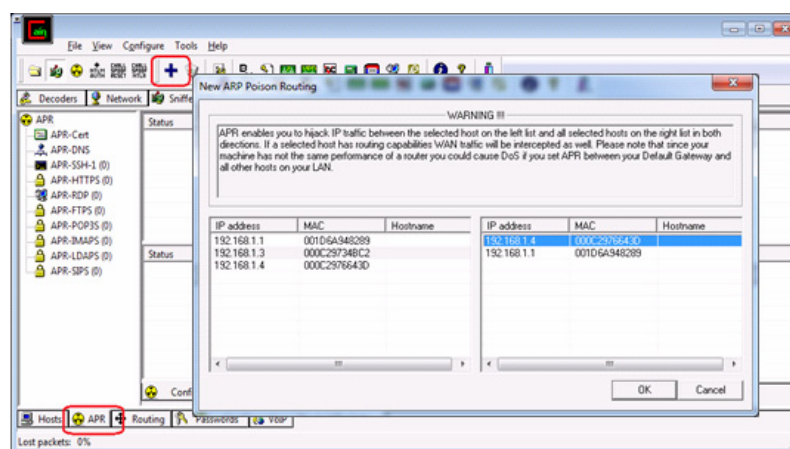 File View Configure Tools Help
Decoders Network Sniffe
New ARP Poison Routing
WARNING !!!
APR enables you to hijack IP traffic between the selected host on the left list and all selected hosts on the right list in both
directions. If a selected host has routing capabilities WAN traffic will be intercepted as well. Please note that since your
machine has not the same performance of a router you could cause DoS if you set APR between your Default Gateway and
all other hosts on your LAN.
APR
APR-Cert
APR-DNS
APR-SSH-1 (0)
APR-HTTPS (0)
APR-RDP (0)
APR-FTPS (0)
APR-POP3S (0)
APR-IMAPS (0)
APR-LDAPS (0)
APR-SIPS (0)
Status
Status
IP address MAC Hostname
192.168.1.1 001D6A948289
192.168.1.3 000C29734BC2
192.168.1.4 000C2976643D
IP address MAC Hostname
192.168.1.4 000C2976643D
192.168.1.1 001D6A948289
OK Cancel
Confi
Hosts APR Routing Passwords VoIP
Lost packets: 0%